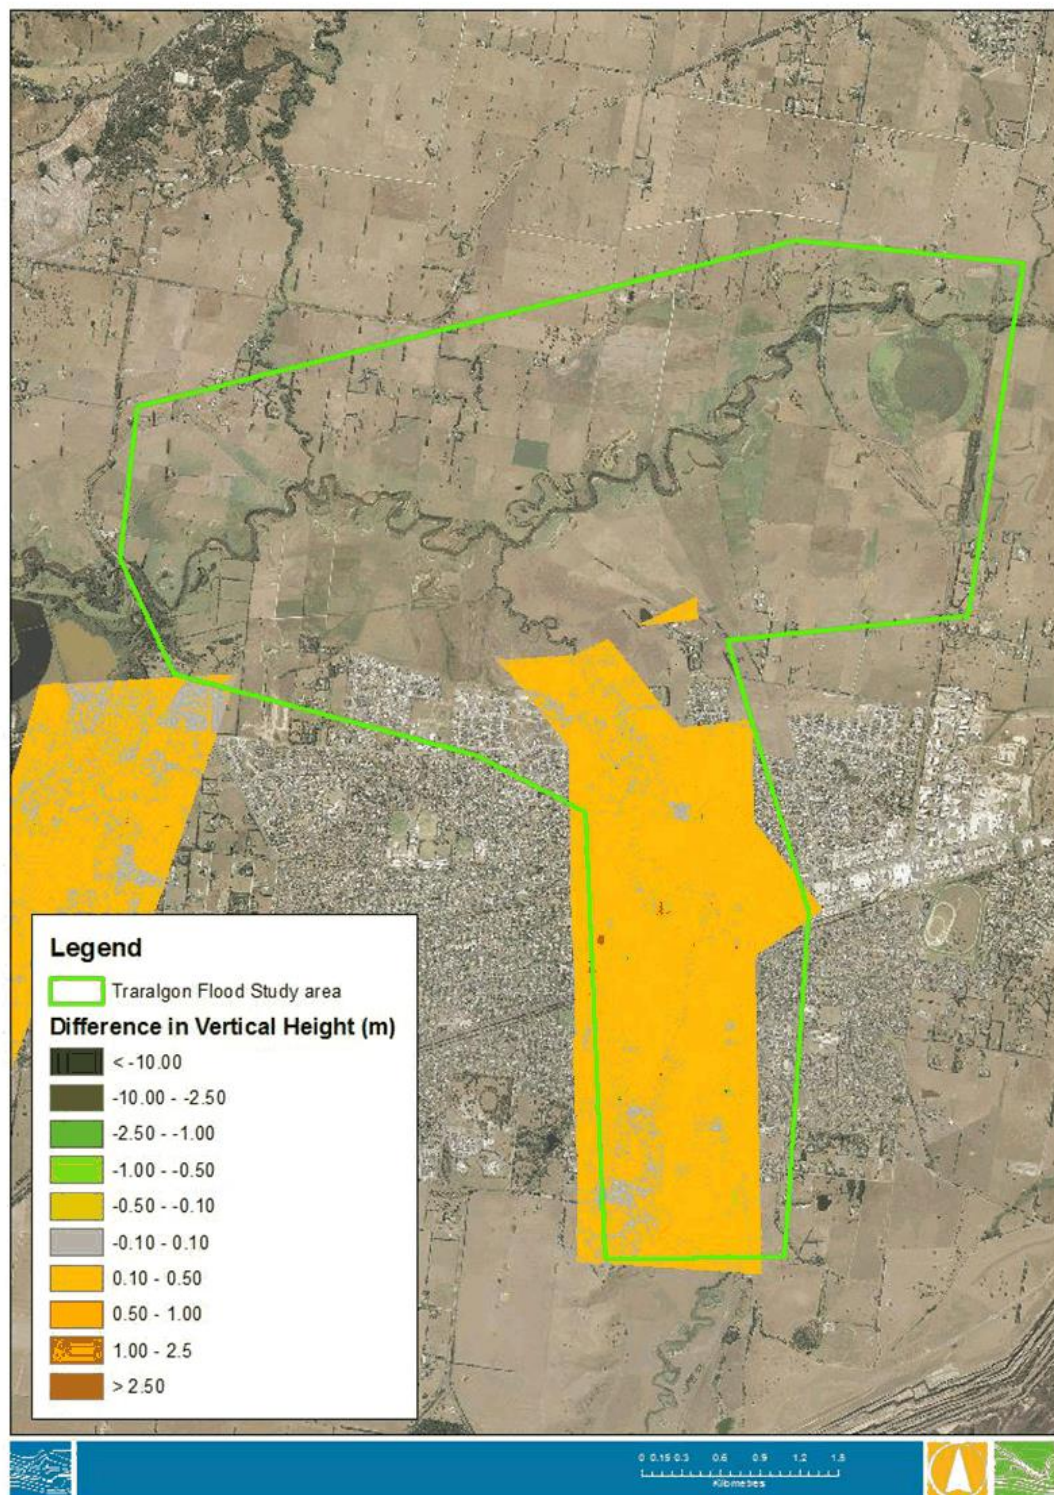 Legend
Traralgon Flood Study area
Difference in Vertical Height (m)
< -10.00
-10.00 - -2.50
-2.50 - -1.00
-1.00 - -0.50
-0.50 - -0.10
-0.10 - 0.10
0.10 - 0.50
0.50 - 1.00
1.00 - 2.5
> 2.50
0 0.15 0.3 0.6 0.9 1.2 1.5
Kilometres